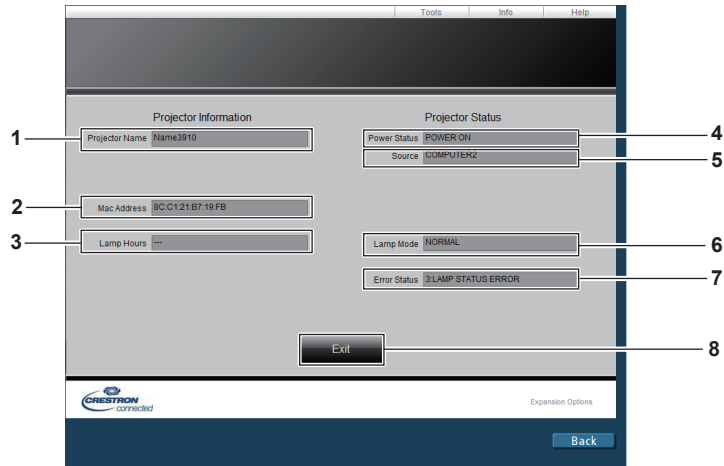 Tools Info Help
Projector Information Projector Status
1 Projector Name Name3910 Power Status POWER ON 4
Source COMPUTER2 5
2 Mac Address 8C:C1:21:B7:19:FB
3 Lamp Hours --- Lamp Mode NORMAL 6
Error Status 3:LAMP STATUS ERROR 7
Exit 8
CRESTRON
connected Expansion Options
Back